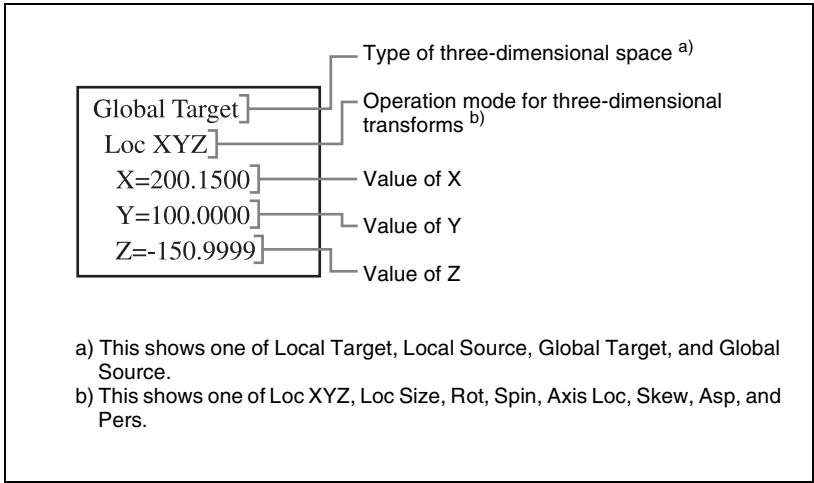 Type of three-dimensional space a)
Global Target
Operation mode for three-dimensional
transforms b)
Loc XYZ
X=200.1500
Value of X
Y=100.0000
Value of Y
Z=-150.9999
Value of Z
a) This shows one of Local Target, Local Source, Global Target, and Global
Source.
b) This shows one of Loc XYZ, Loc Size, Rot, Spin, Axis Loc, Skew, Asp, and
Pers.